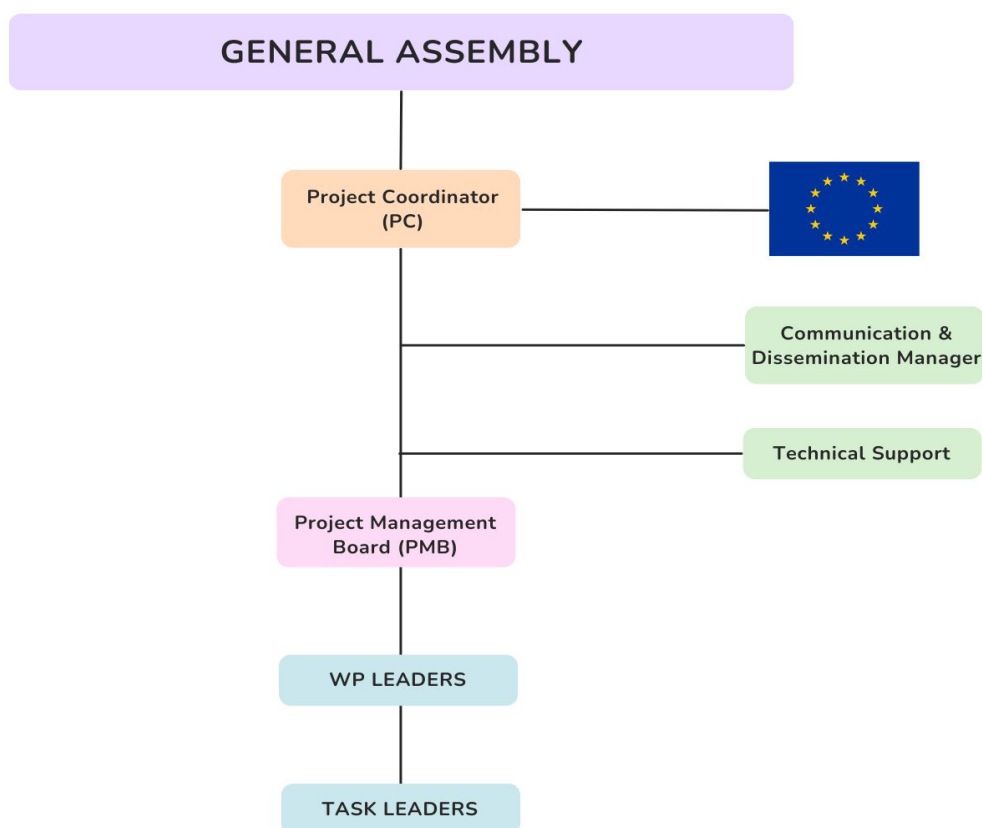 GENERAL ASSEMBLY
Project Coordinator
(PC)
Communication &
Dissemination Manager
Technical Support
Project Management
Board (PMB)
WP LEADERS
TASK LEADERS